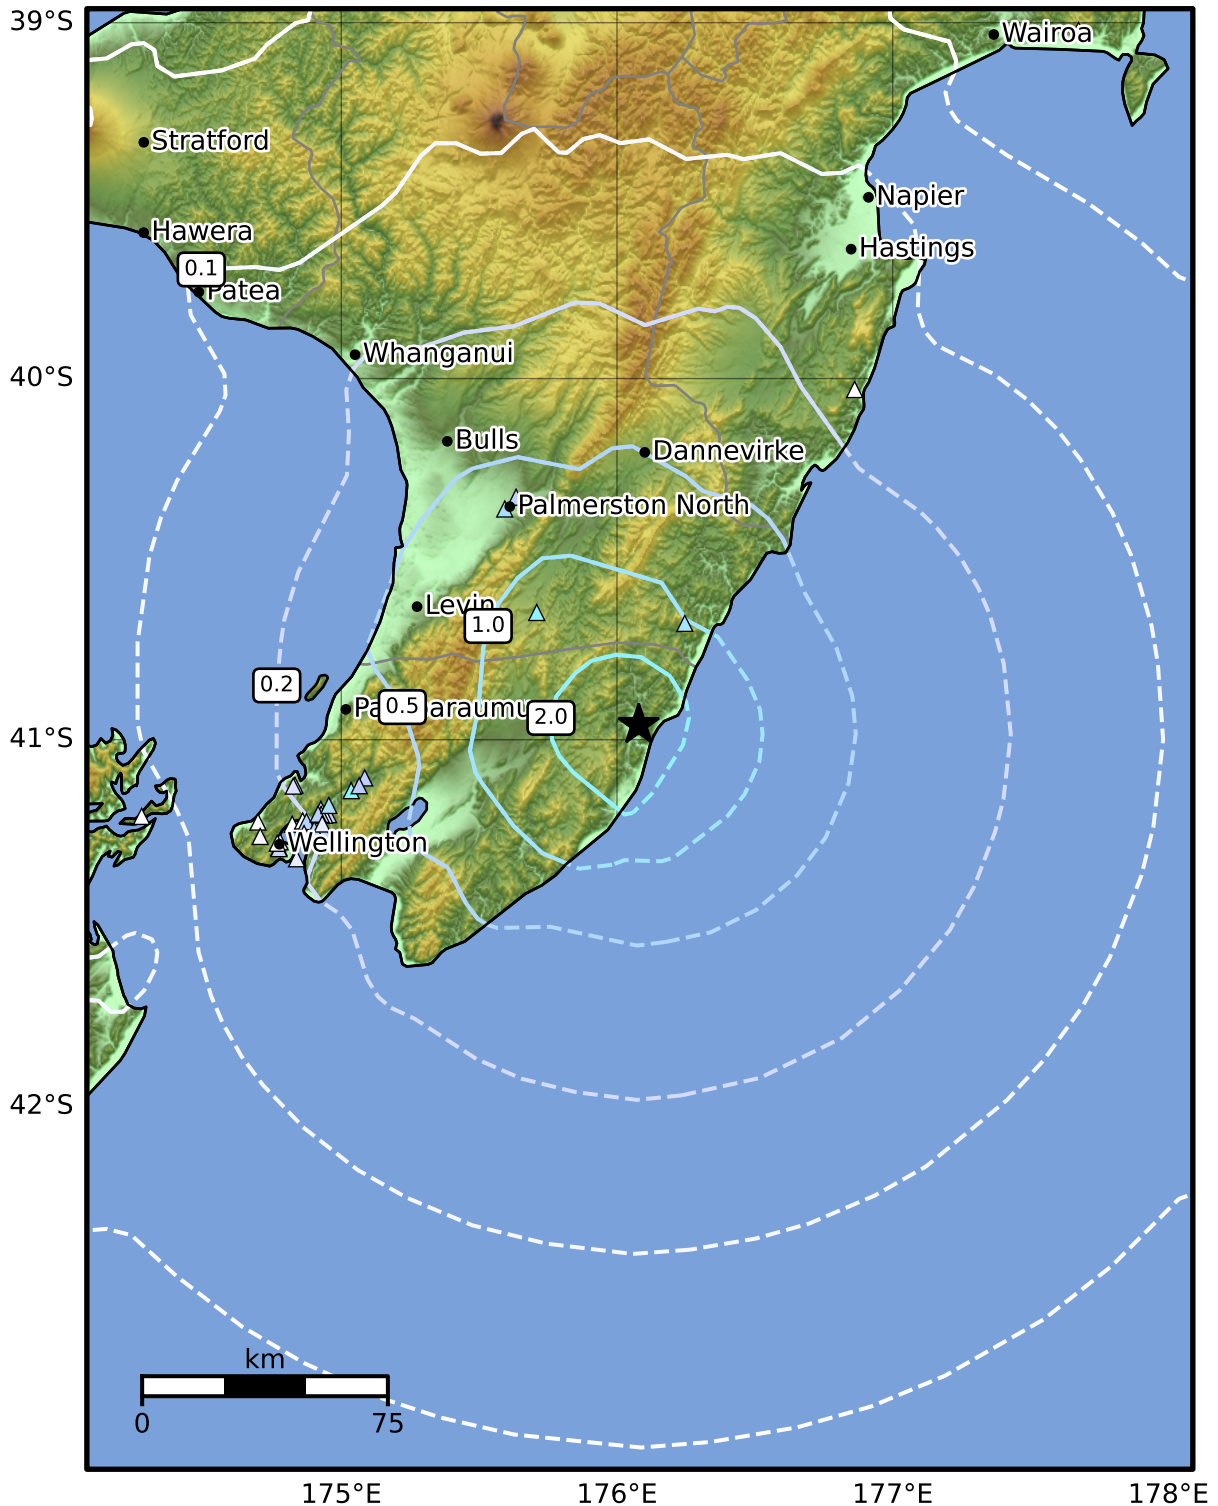 39°S
Wairoa
Stratford
Napier
Hawera
Hastings
0.1
Patea
Whanganui
40°S
Bulls
Dannevirke
Palmerston North
Levin
1.0
0.2
0.5
2.0
41°S
Wellington
42°S
km
0
75
175°E
176°E
177°E
178°E